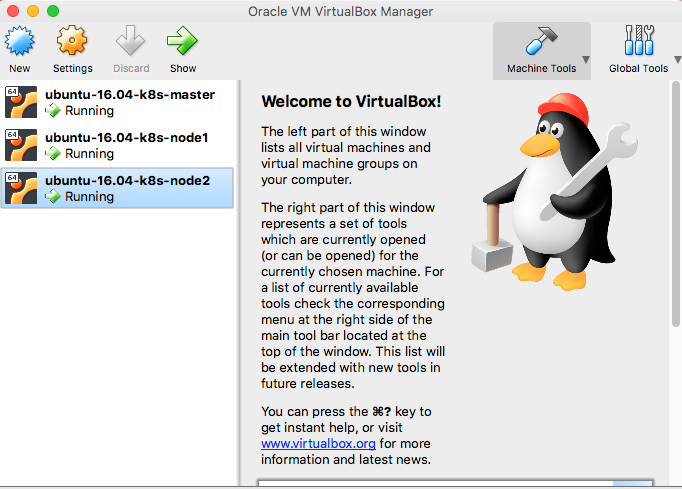 Oracle VM VirtualBox Manager
New
Settings
Discard
Show
Machine Tools
Global Tools
64
ubuntu-16.04-k8s-master
Running
64
ubuntu-16.04-k8s-node1
Running
64
ubuntu-16.04-k8s-node2
Running
Welcome to VirtualBox!
The left part of this window
lists all virtual machines and
virtual machine groups on
your computer.
The right part of this window
represents a set of tools
which are currently opened
(or can be opened) for the
currently chosen machine. For
a list of currently available
tools check the corresponding
menu at the right side of the
main tool bar located at the
top of the window. This list will
be extended with new tools in
future releases.
You can press the ⌘? key to
get instant help, or visit
www.virtualbox.org for more
information and latest news.